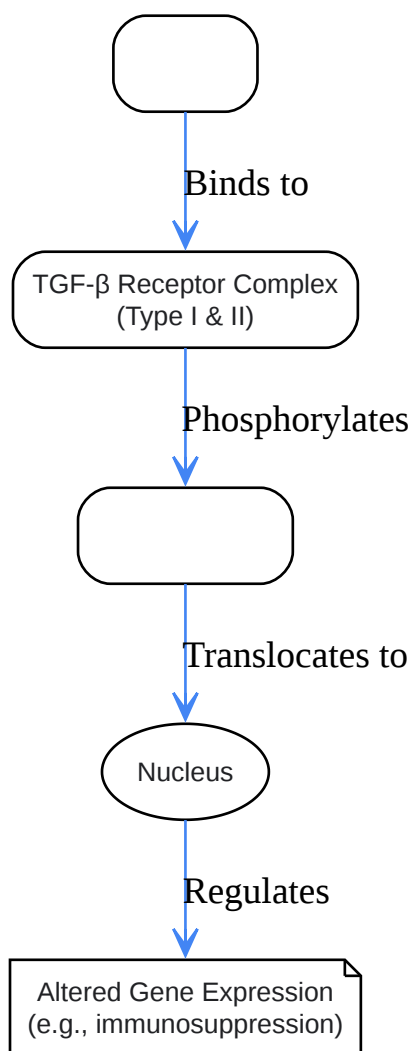 Binds to
TGF-β Receptor Complex
(Type I & II)
Phosphorylates
Translocates to
Nucleus
Regulates
Altered Gene Expression
(e.g., immunosuppression)